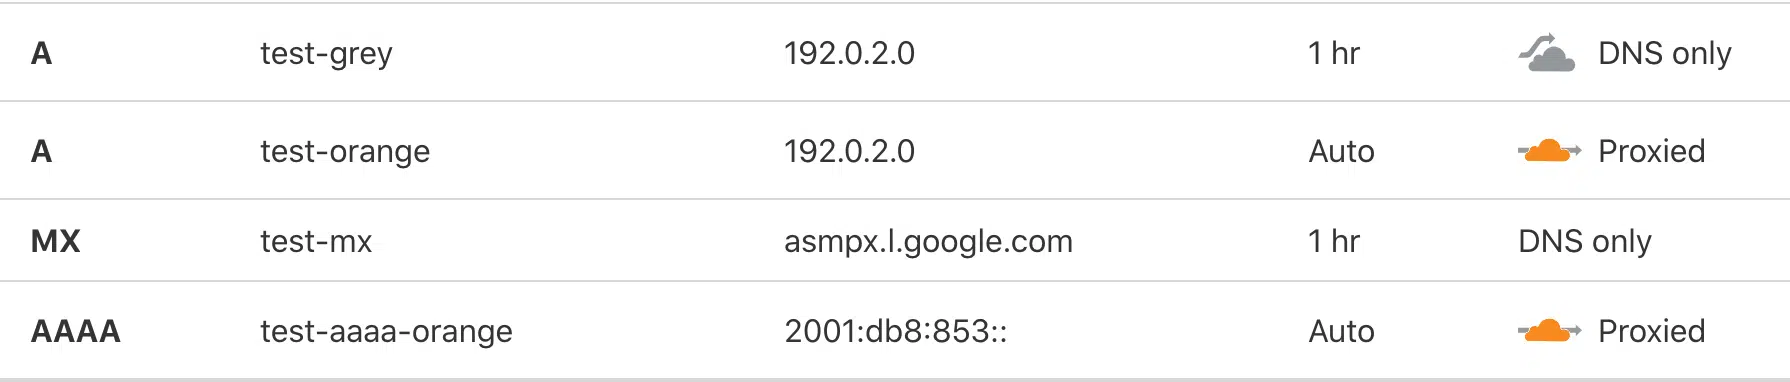 A test-grey 192.0.2.0 1 hr DNS only
A test-orange 192.0.2.0 Auto Proxied
MX test-mx asmpx.l.google.com 1 hr DNS only
AAAA test-aaaa-orange 2001:db8:853:: Auto Proxied